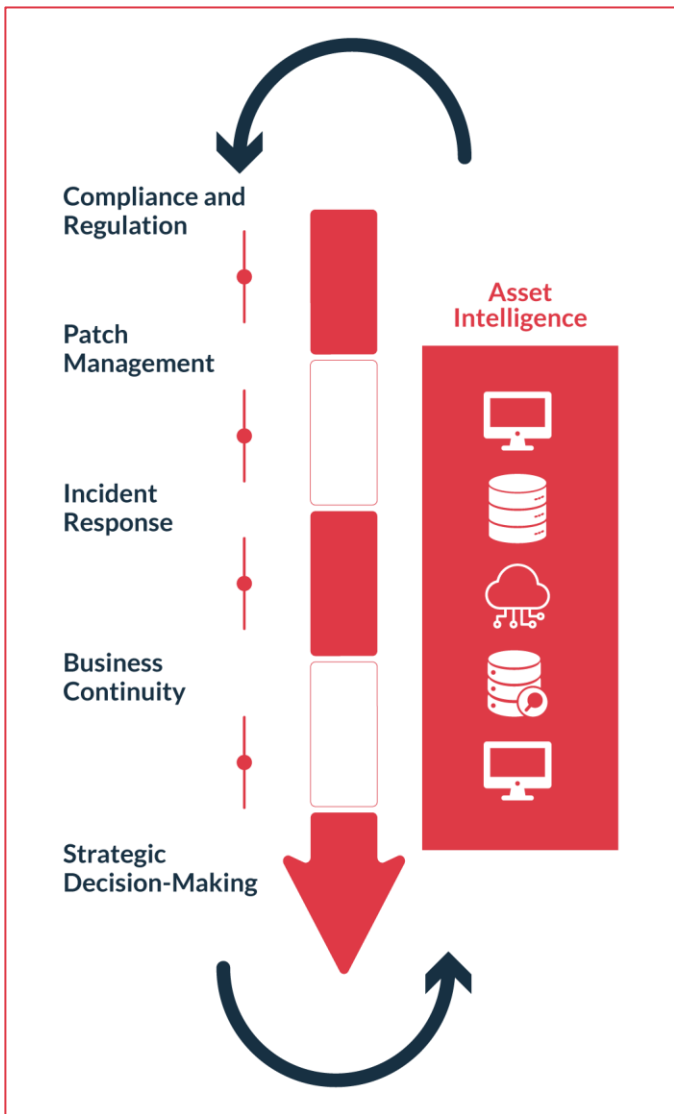 Compliance and
Regulation
Asset
Intelligence
Patch
Management
Incident
Response
Business
Continuity
Strategic
Decision-Making